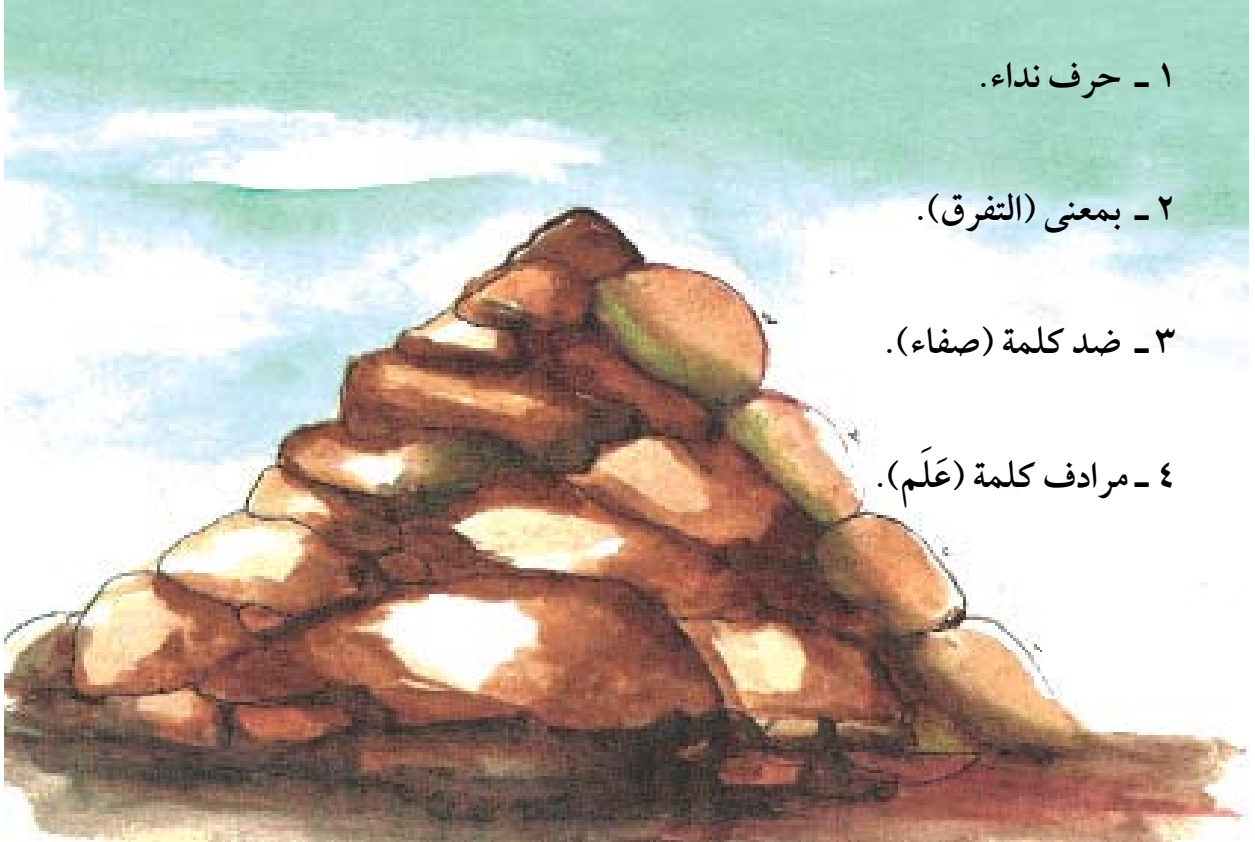 ١ ـ حرف نداء.
٢ ـ بمعنى (التفرق).
٣ ـ ضد كلمة (صفاء).
٤ ـ مرادف كلمة (عَلَم).